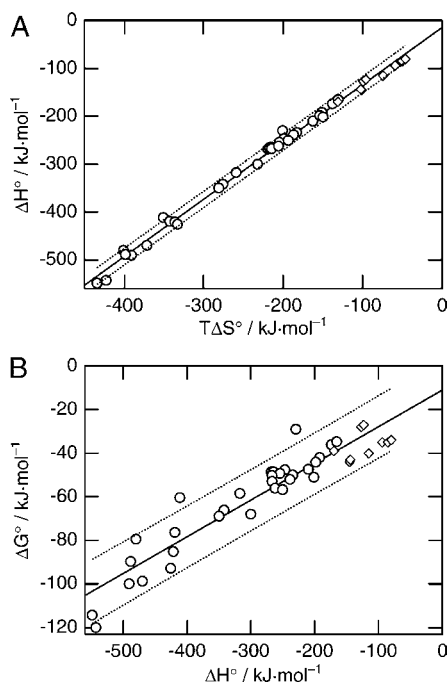 A
0
-100
-200
-300
-400
-500
ΔH° / kJ·mol⁻¹
-400 -300 -200 -100 0
TΔS° / kJ·mol⁻¹
B
0
-20
-40
-60
-80
-100
-120
ΔG° / kJ·mol⁻¹
-500 -400 -300 -200 -100 0
ΔH° / kJ·mol⁻¹